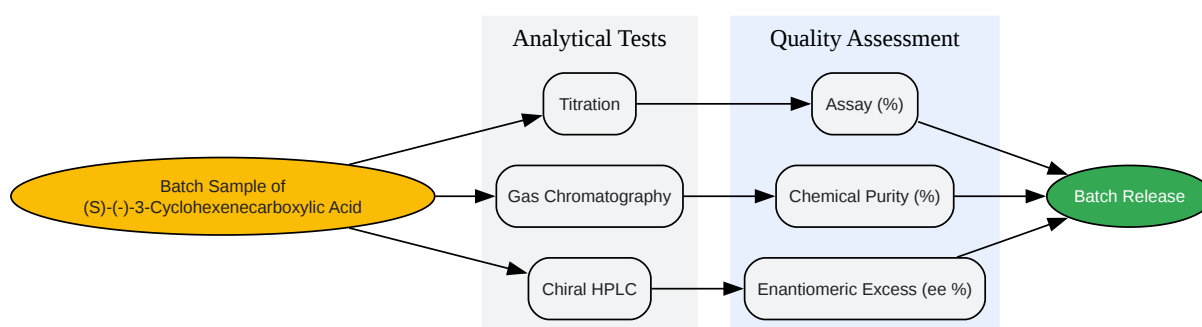 Analytical Tests
Quality Assessment
Titration
Assay (%)
Batch Sample of
(S)-(-)-3-Cyclohexenecarboxylic Acid
Gas Chromatography
Chemical Purity (%)
Batch Release
Chiral HPLC
Enantiomeric Excess (ee %)